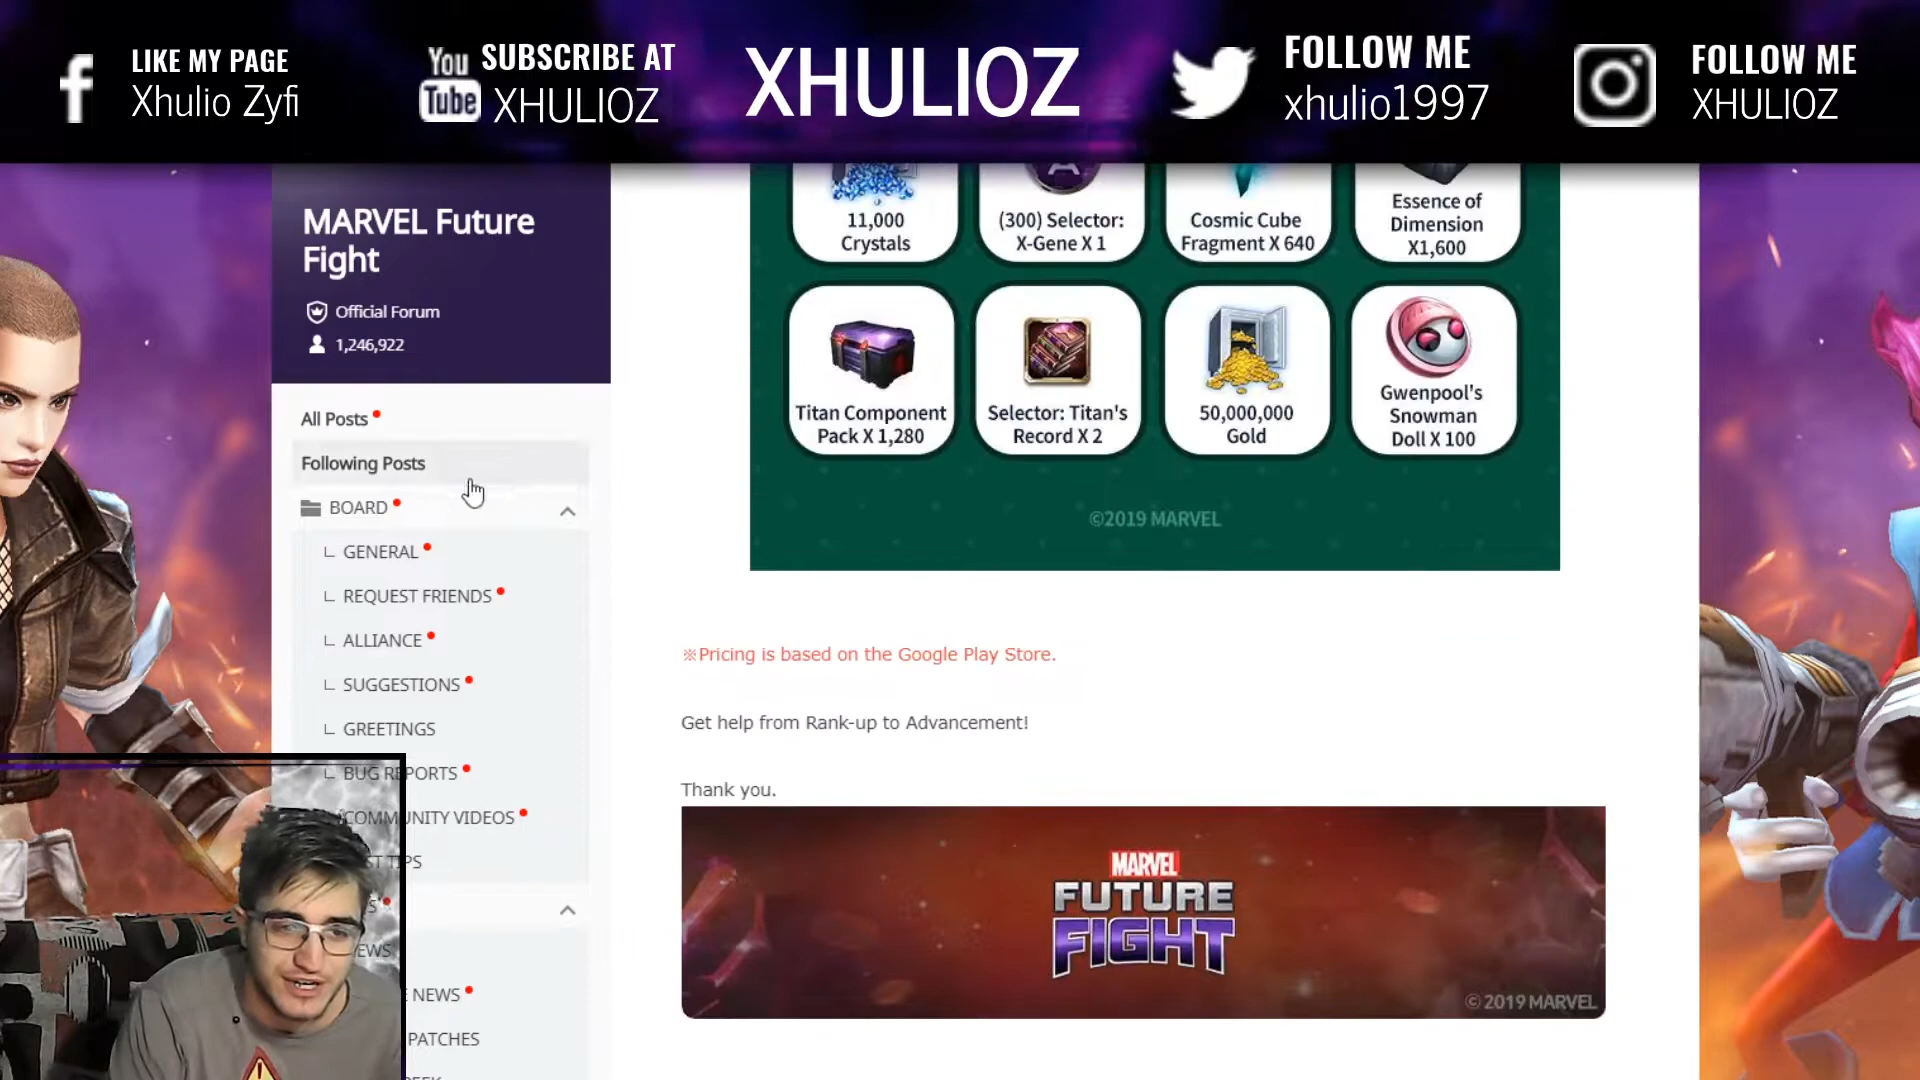 LIKE MY PAGE
Xhulio Zyfi
You
Tube
SUBSCRIBE AT
XHULIOZ
XHULIOZ
FOLLOW ME
xhulio1997
FOLLOW ME
XHULIOZ
MARVEL Future
Fight
Official Forum
1,246,922
All Posts
Following Posts
BOARD
GENERAL
REQUEST FRIENDS
ALLIANCE
SUGGESTIONS
GREETINGS
BUG REPORTS
COMMUNITY VIDEOS
TIPS
NEWS
PATCHES
11,000
Crystals
(300) Selector:
X-Gene X 1
Cosmic Cube
Fragment X 640
Essence of
Dimension
X1,600
Titan Component
Pack X 1,280
Selector: Titan's
Record X 2
50,000,000
Gold
Gwenpool's
Snowman
Doll X 100
©2019 MARVEL
※Pricing is based on the Google Play Store.
Get help from Rank-up to Advancement!
Thank you.
MARVEL
FUTURE
FIGHT
© 2019 MARVEL